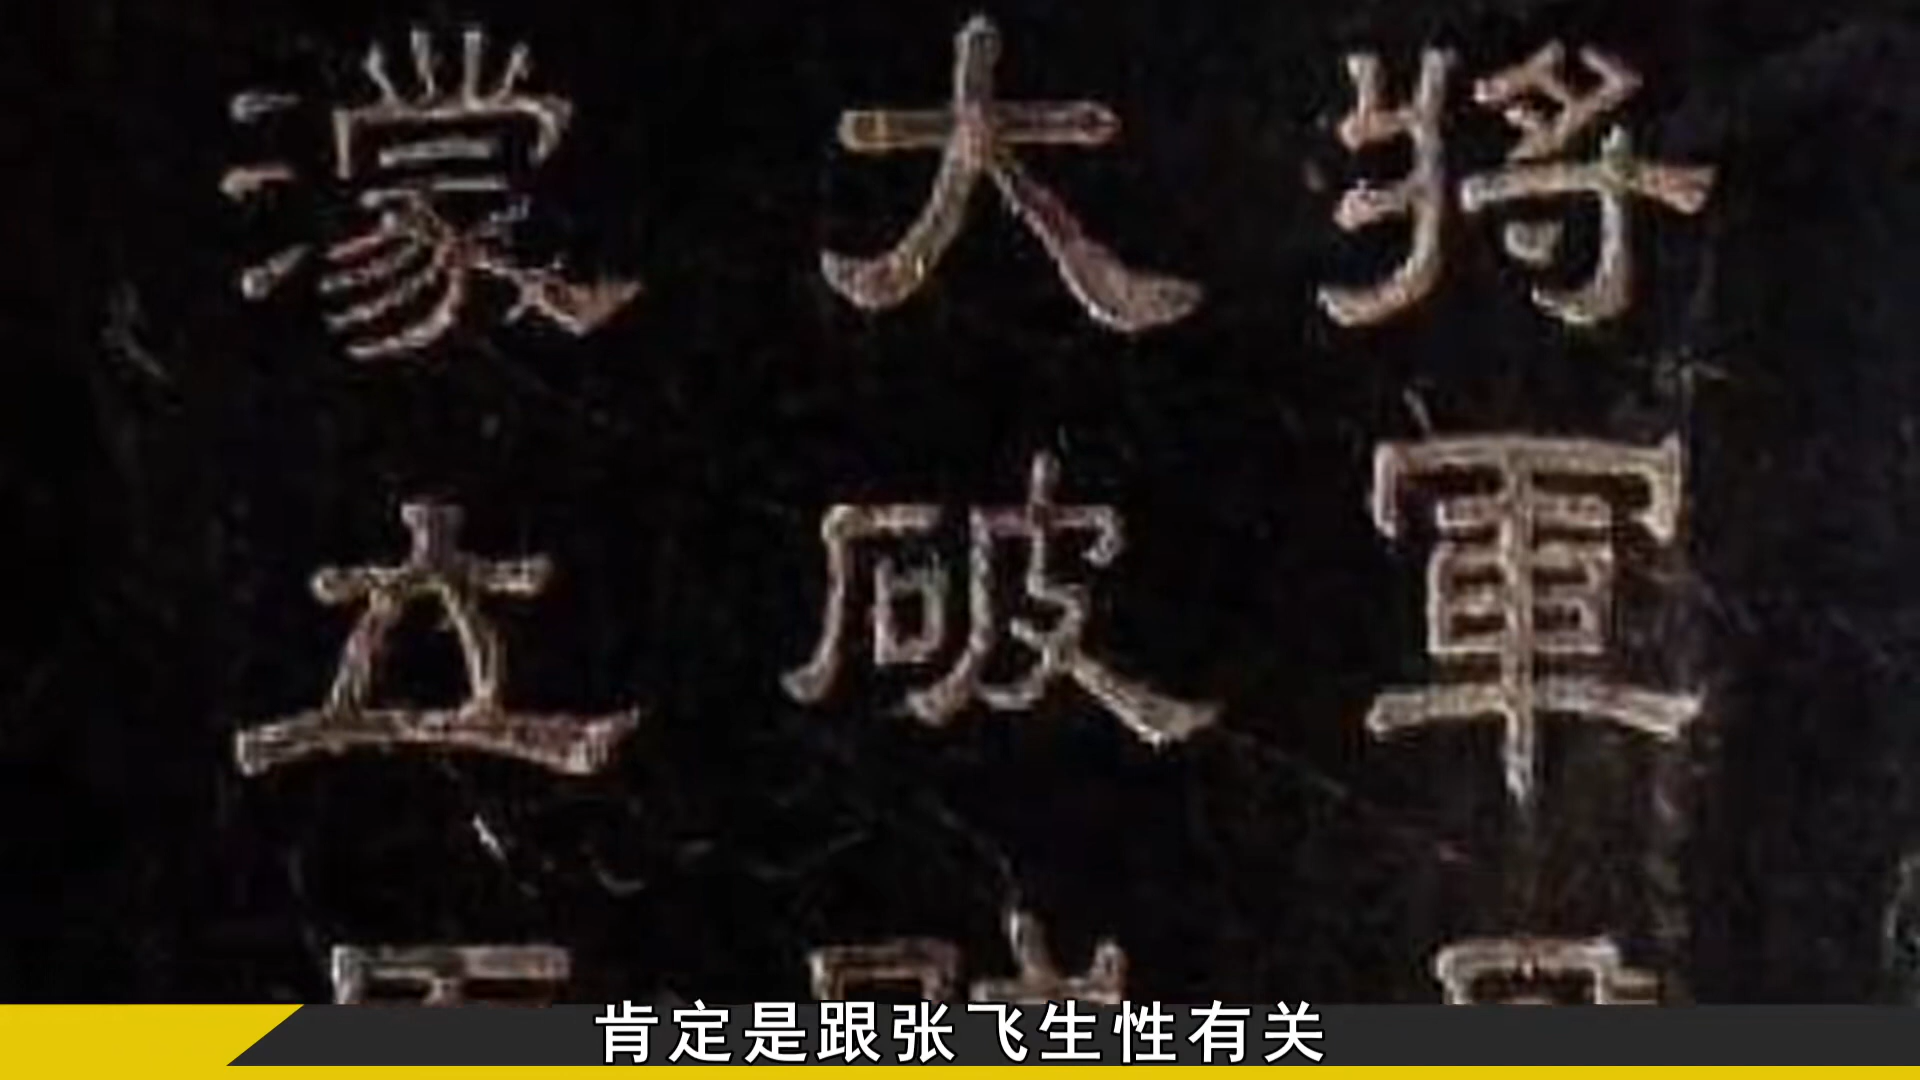 將軍
大破
濛立
肯定是跟张飞生性有关